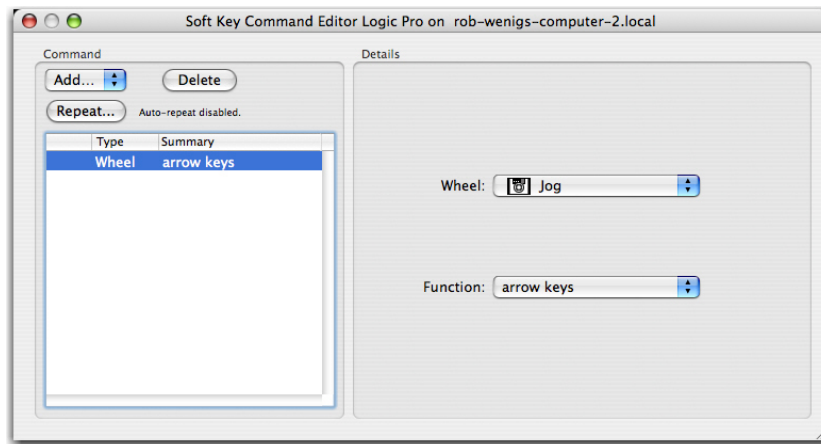 Soft Key Command Editor Logic Pro on rob-wenigs-computer-2.local
Command
Add...
Delete
Repeat...
Auto-repeat disabled.
Type Summary
Wheel arrow keys
Details
Wheel: Jog
Function: arrow keys